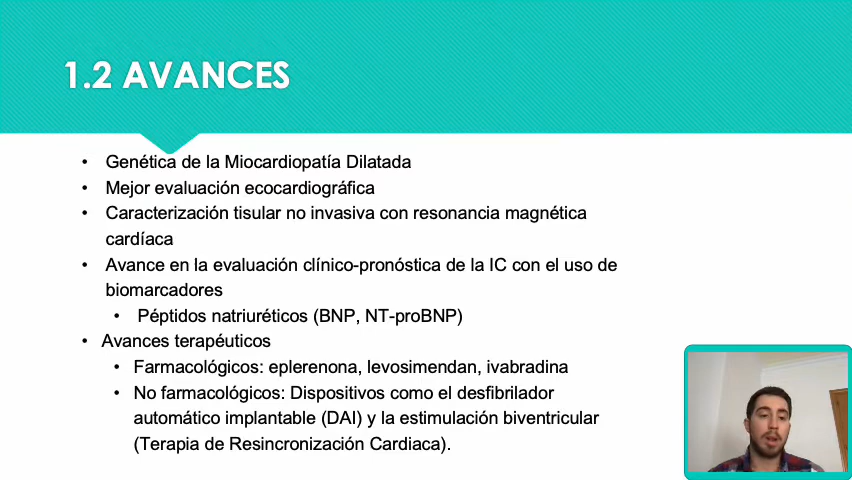 1.2 AVANCES
• Genética de la Miocardiopatía Dilatada
• Mejor evaluación ecocardiográfica
• Caracterización tisular no invasiva con resonancia magnética
cardíaca
• Avance en la evaluación clínico-pronóstica de la IC con el uso de
biomarcadores
• Péptidos natriuréticos (BNP, NT-proBNP)
• Avances terapéuticos
• Farmacológicos: eplerenona, levosimendan, ivabradina
• No farmacológicos: Dispositivos como el desfibrilador
automático implantable (DAI) y la estimulación biventricular
(Terapia de Resincronización Cardiaca).